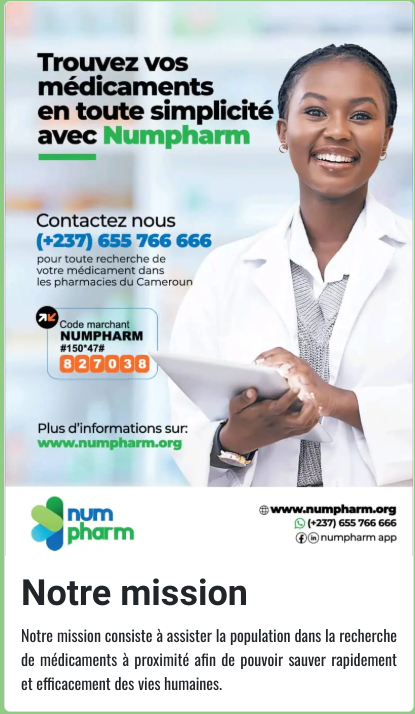 Trouvez vos
médicaments
en toute simplicité
avec Numpharm
Contactez nous
(+237) 655 766 666
pour toute recherche de
votre médicament dans
les pharmacies du Cameroun
Code marchant
NUMPHARM
#150*47#
827038
Plus d'informations sur:
www.numpharm.org
num
pharm
www.numpharm.org
(+237) 655 766 666
numpharm app
Notre mission
Notre mission consiste à assister la population dans la recherche
de médicaments à proximité afin de pouvoir sauver rapidement
et efficacement des vies humaines.